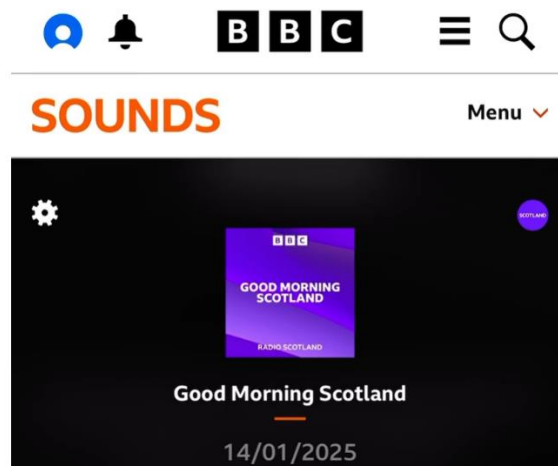 BBC
SOUNDS
Menu
SCOTLAND
BBC
GOOD MORNING
SCOTLAND
RADIO SCOTLAND
Good Morning Scotland
14/01/2025